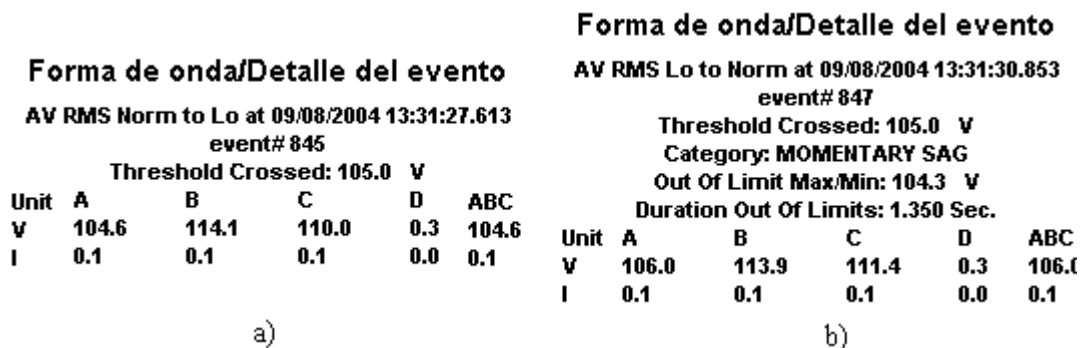 Forma de onda/Detalle del evento
AV RMS Norm to Lo at 09/08/2004 13:31:27.613
event# 845
Threshold Crossed: 105.0 V
Unit A B C D ABC
V 104.6 114.1 110.0 0.3 104.6
I 0.1 0.1 0.1 0.0 0.1
a)
Forma de onda/Detalle del evento
AV RMS Lo to Norm at 09/08/2004 13:31:30.853
event# 847
Threshold Crossed: 105.0 V
Category: MOMENTARY SAG
Out Of Limit Max/Min: 104.3 V
Duration Out Of Limits: 1.350 Sec.
Unit A B C D ABC
V 106.0 113.9 111.4 0.3 106.0
I 0.1 0.1 0.1 0.0 0.1
b)